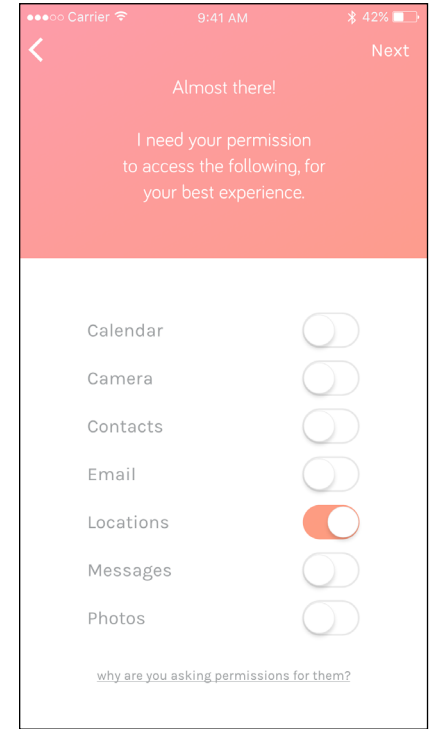 Carrier 9:41 AM 42%
Next
Almost there!
I need your permission
to access the following, for
your best experience.
Calendar
Camera
Contacts
Email
Locations
Messages
Photos
why are you asking permissions for them?